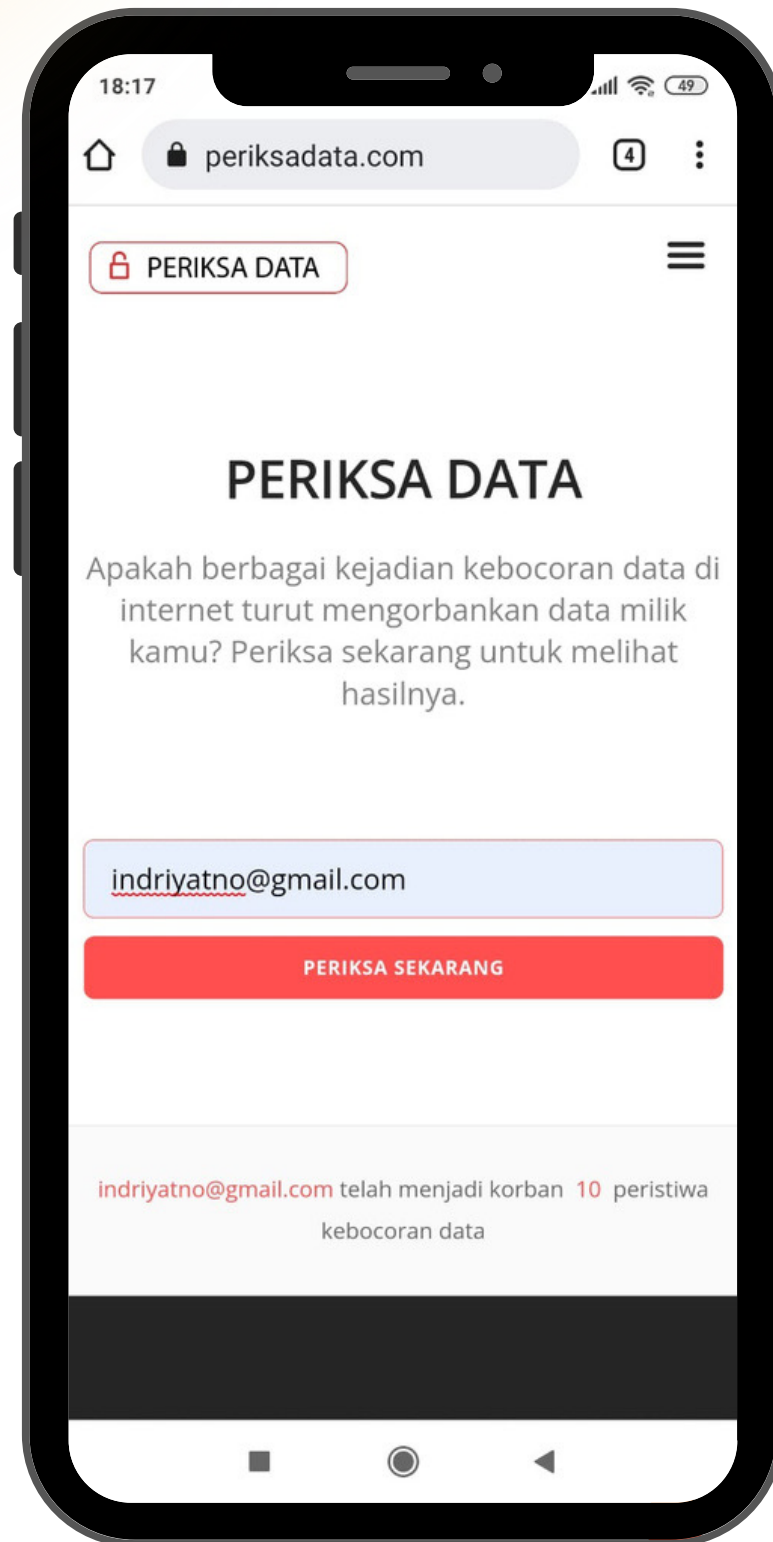 18:17
49
periksadata.com
4
PERIKSA DATA
PERIKSA DATA
Apakah berbagai kejadian kebocoran data di
internet turut mengorbankan data milik
kamu? Periksa sekarang untuk melihat
hasilnya.
indriyatno@gmail.com
PERIKSA SEKARANG
indriyatno@gmail.com telah menjadi korban 10 peristiwa
kebocoran data